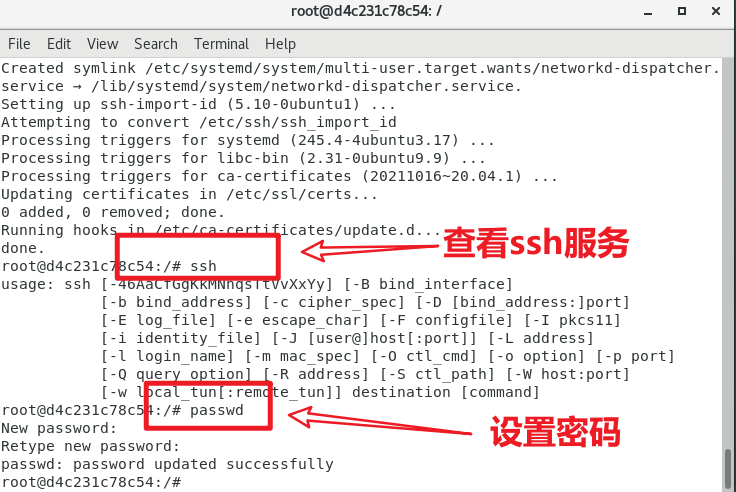 root@d4c231c78c54: /
File Edit View Search Terminal Help
Created symlink /etc/systemd/system/multi-user.target.wants/networkd-dispatcher.
service → /lib/systemd/system/networkd-dispatcher.service.
Setting up ssh-import-id (5.10-0ubuntu1) ...
Attempting to convert /etc/ssh/ssh_import_id
Processing triggers for systemd (245.4-4ubuntu3.17) ...
Processing triggers for libc-bin (2.31-0ubuntu9.9) ...
Processing triggers for ca-certificates (20211016~20.04.1) ...
Updating certificates in /etc/ssl/certs...
0 added, 0 removed; done.
Running hooks in /etc/ca-certificates/update.d...
done.
查看ssh服务
root@d4c231c78c54:/# ssh
usage: ssh [-46AaCfGgKkMNnqsTtVvXxYy] [-B bind_interface]
[-b bind_address] [-c cipher_spec] [-D [bind_address:]port]
[-E log_file] [-e escape_char] [-F configfile] [-I pkcs11]
[-i identity_file] [-J [user@]host[:port]] [-L address]
[-l login_name] [-m mac_spec] [-O ctl_cmd] [-o option] [-p port]
[-Q query_option] [-R address] [-S ctl_path] [-W host:port]
[-w local_tun[:remote_tun]] destination [command]
root@d4c231c78c54:/# passwd
New password:
设置密码
Retype new password:
passwd: password updated successfully
root@d4c231c78c54:/#